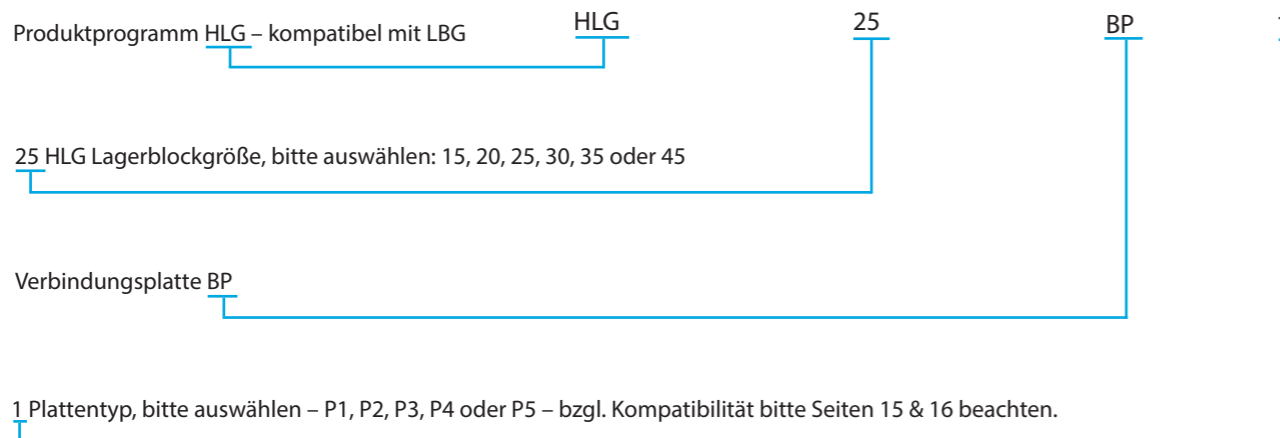 Produktprogramm HLG – kompatibel mit LBG HLG 25 BP
25 HLG Lagerblockgröße, bitte auswählen: 15, 20, 25, 30, 35 oder 45
Verbindungsplatte BP
1 Plattentyp, bitte auswählen – P1, P2, P3, P4 oder P5 – bzgl. Kompatibilität bitte Seiten 15 & 16 beachten.